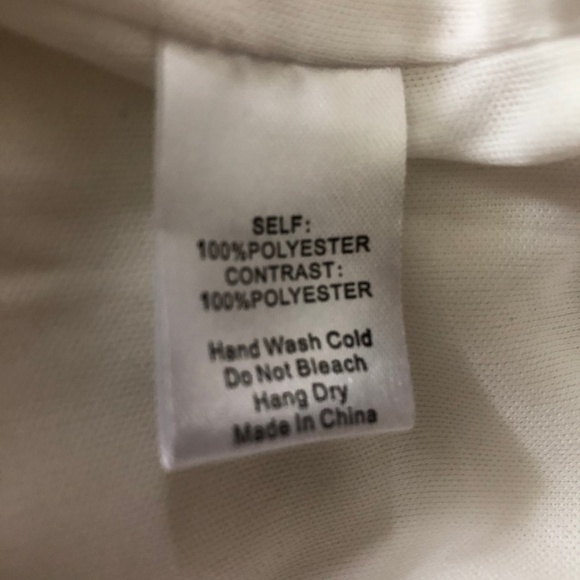 SELF:
100%POLYESTER
CONTRAST:
100%POLYESTER
Hand Wash Cold
Do Not Bleach
Hang Dry
Made In China